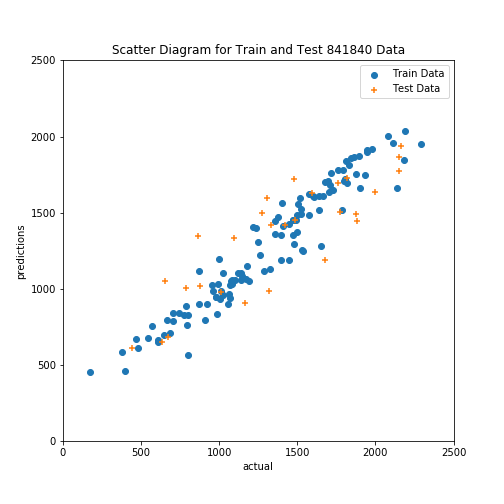 Scatter Diagram for Train and Test 841840 Data
Train Data
Test Data
2500
2000
1500
1000
500
0
predictions
0 500 1000 1500 2000 2500
actual